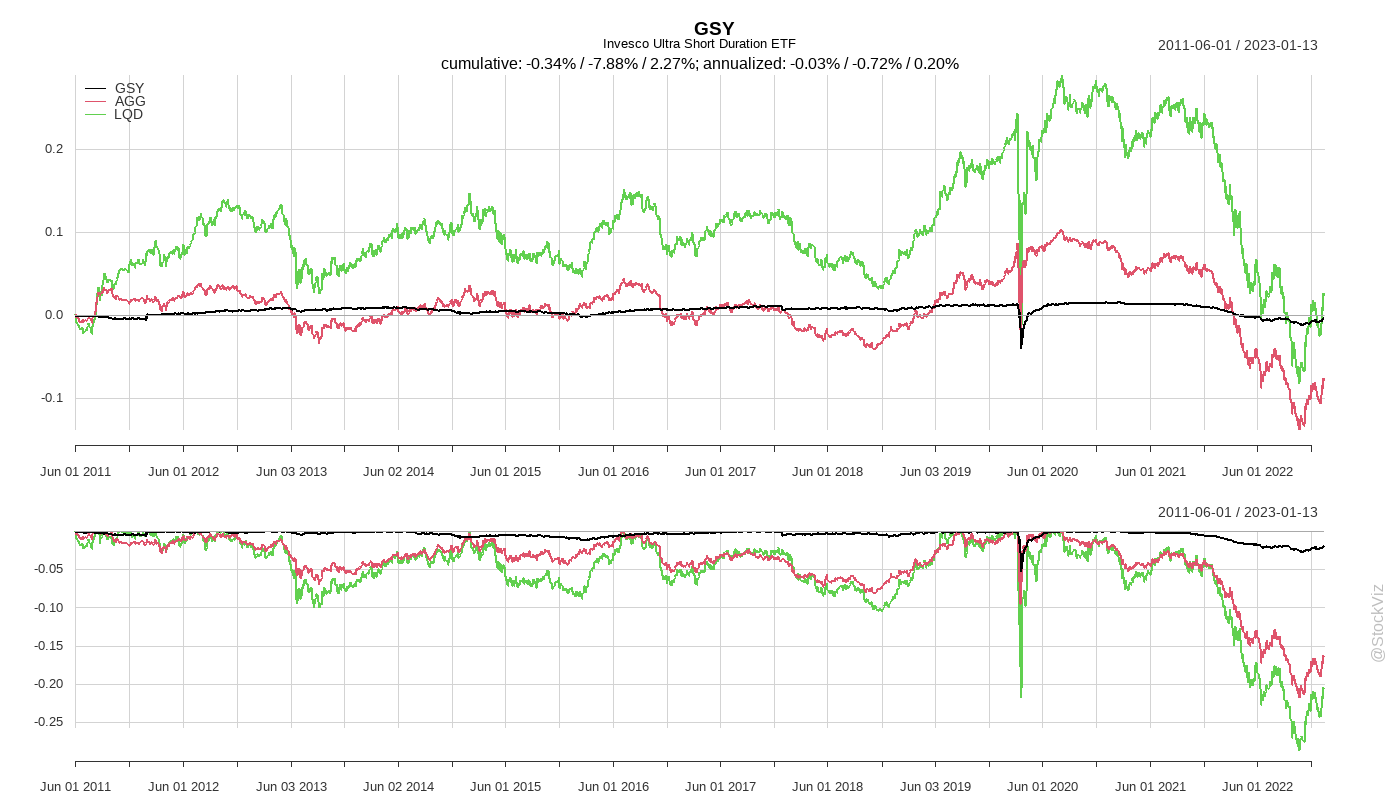 GSY
Invesco Ultra Short Duration ETF
2011-06-01 / 2023-01-13
cumulative: -0.34% / -7.88% / 2.27%; annualized: -0.03% / -0.72% / 0.20%
GSY
AGG
LQD
0.2
0.1
0.0
-0.1
Jun 01 2011 Jun 01 2012 Jun 03 2013 Jun 02 2014 Jun 01 2015 Jun 01 2016 Jun 01 2017 Jun 01 2018 Jun 03 2019 Jun 01 2020 Jun 01 2021 Jun 01 2022
2011-06-01 / 2023-01-13
-0.05
-0.10
-0.15
-0.20
-0.25
Jun 01 2011 Jun 01 2012 Jun 03 2013 Jun 02 2014 Jun 01 2015 Jun 01 2016 Jun 01 2017 Jun 01 2018 Jun 03 2019 Jun 01 2020 Jun 01 2021 Jun 01 2022
@StockViz